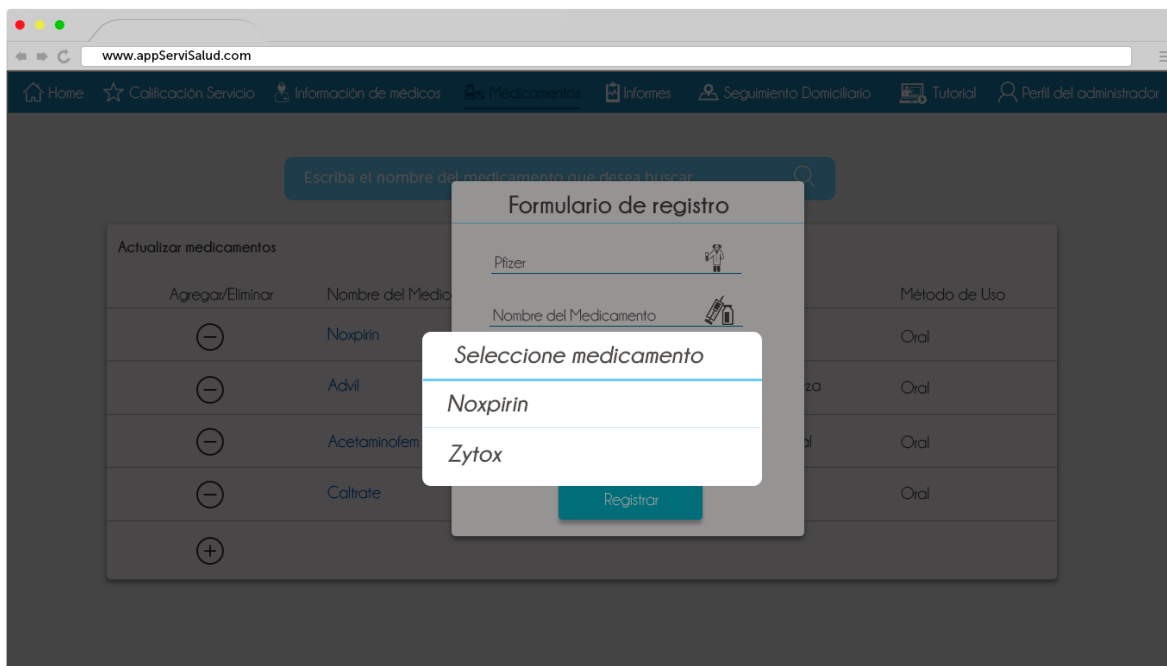 www.appServiSalud.com
Home Calificación Servicio Información de médicos Medicamentos Informes Seguimiento Domiciliario Tutorial Perfil del administrador
Escriba el nombre del medicamento que desea buscar
Formulario de registro
Actualizar medicamentos
Pfizer
Agregar/Eliminar Nombre del Medic Método de Uso
Nombre del Medicamento
Noxpirin Oral
Seleccione medicamento
Advil za Oral
Noxpirin
Acetaminofem al Oral
Zytox
Caltrate Oral
Registrar